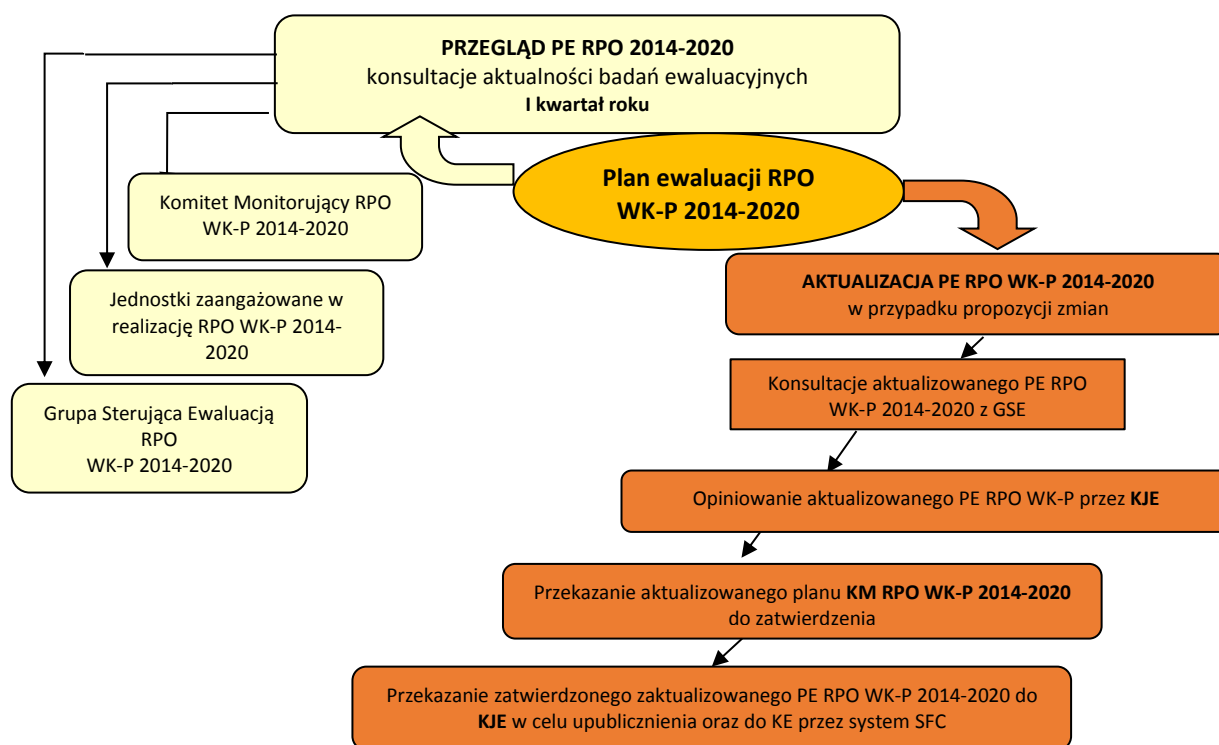 PRZEGLĄD PE RPO 2014-2020
konsultacje aktualności badań ewaluacyjnych
I kwartał roku
Plan ewaluacji RPO
WK-P 2014-2020
Komitet Monitorujący RPO
WK-P 2014-2020
Jednostki zaangażowane w
realizację RPO WK-P 2014-
2020
Grupa Sterująca Ewaluacją
RPO
WK-P 2014-2020
AKTUALIZACJA PE RPO WK-P 2014-2020
w przypadku propozycji zmian
Konsultacje aktualizowanego PE RPO
WK-P 2014-2020 z GSE
Opiniowanie aktualizowanego PE RPO WK-P przez KJE
Przekazanie aktualizowanego planu KM RPO WK-P 2014-2020
do zatwierdzenia
Przekazanie zatwierdzonego zaktualizowanego PE RPO WK-P 2014-2020 do
KJE w celu upublicznienia oraz do KE przez system SFC